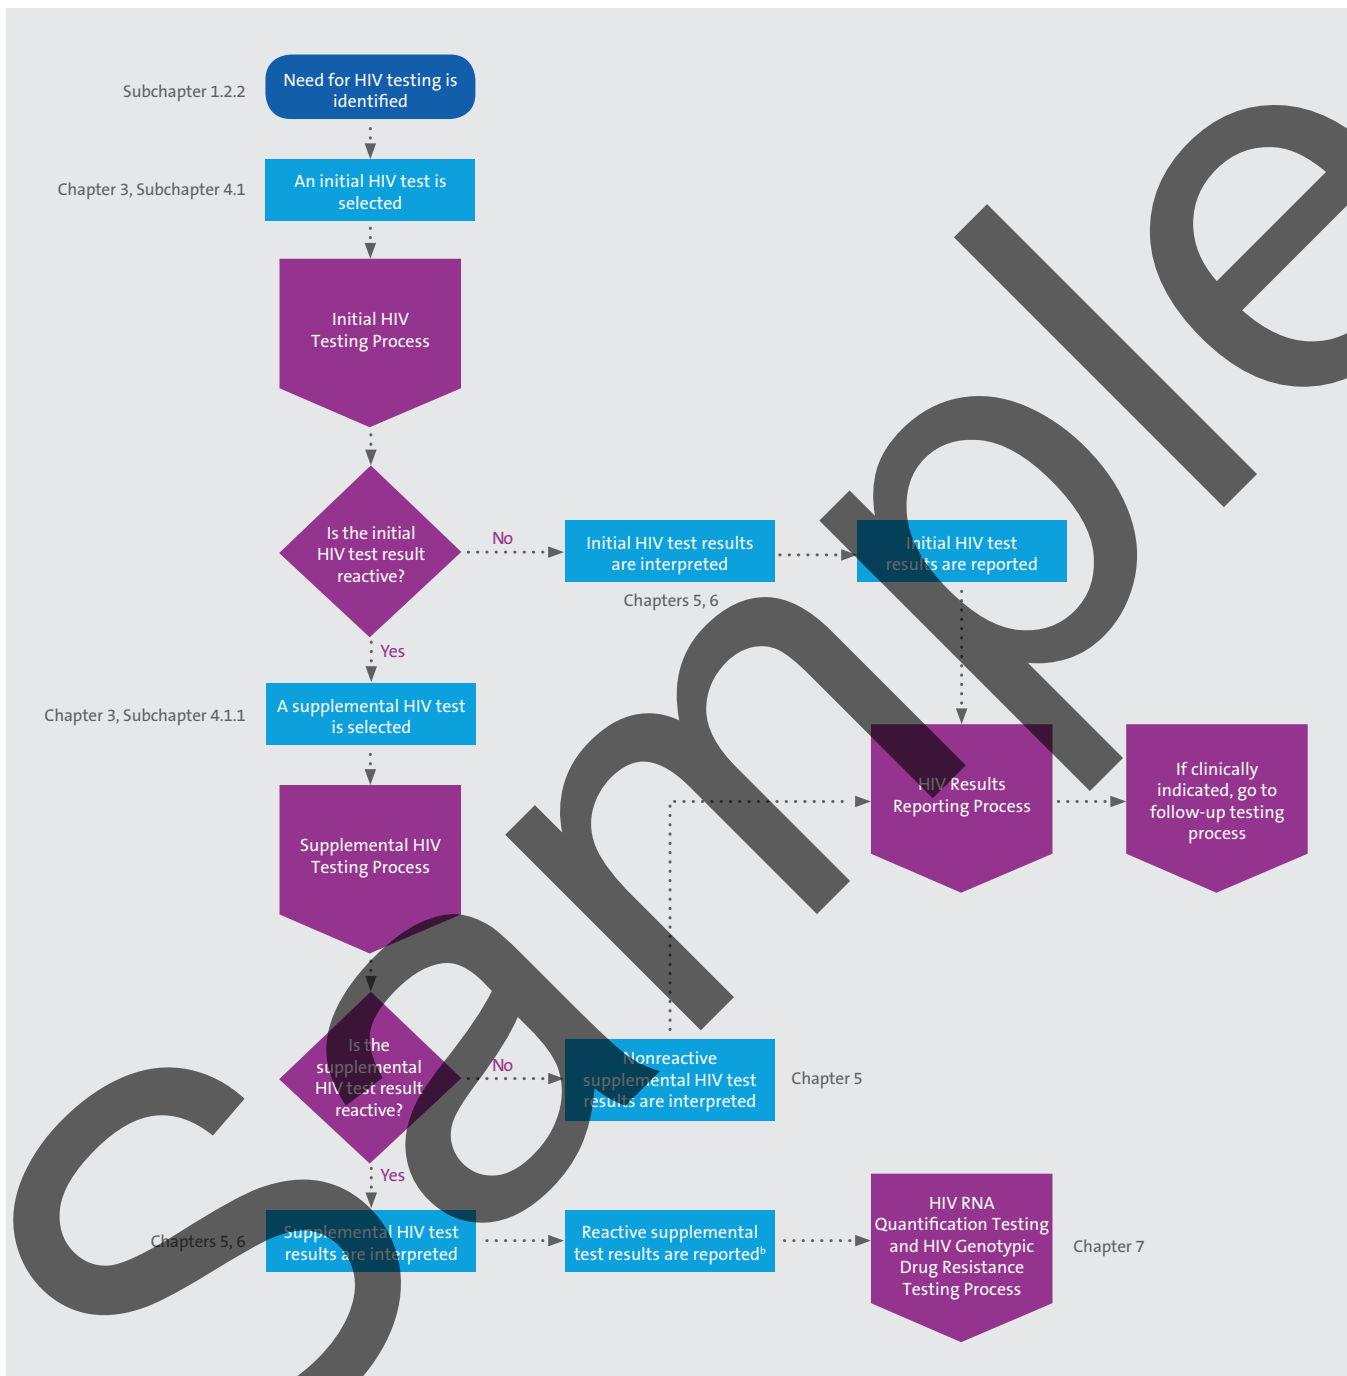 Need for HIV testing is
identified
Subchapter 1.2.2
An initial HIV test is
selected
Chapter 3, Subchapter 4.1
Initial HIV
Testing Process
Is the initial
HIV test result
reactive?
No
Initial HIV test results
are interpreted
Chapters 5, 6
Initial HIV test
results are reported
Yes
Chapter 3, Subchapter 4.1.1
A supplemental HIV test
is selected
HIV Results
Reporting Process
If clinically
indicated, go to
follow-up testing
process
Supplemental HIV
Testing Process
Is the
supplemental
HIV test result
reactive?
No
Nonreactive
supplemental HIV test
results are interpreted
Chapter 5
Yes
Chapters 5, 6
Supplemental HIV test
results are interpreted
Reactive supplemental
test results are reportedᵇ
HIV RNA
Quantification Testing
and HIV Genotypic
Drug Resistance
Testing Process
Chapter 7
Sample